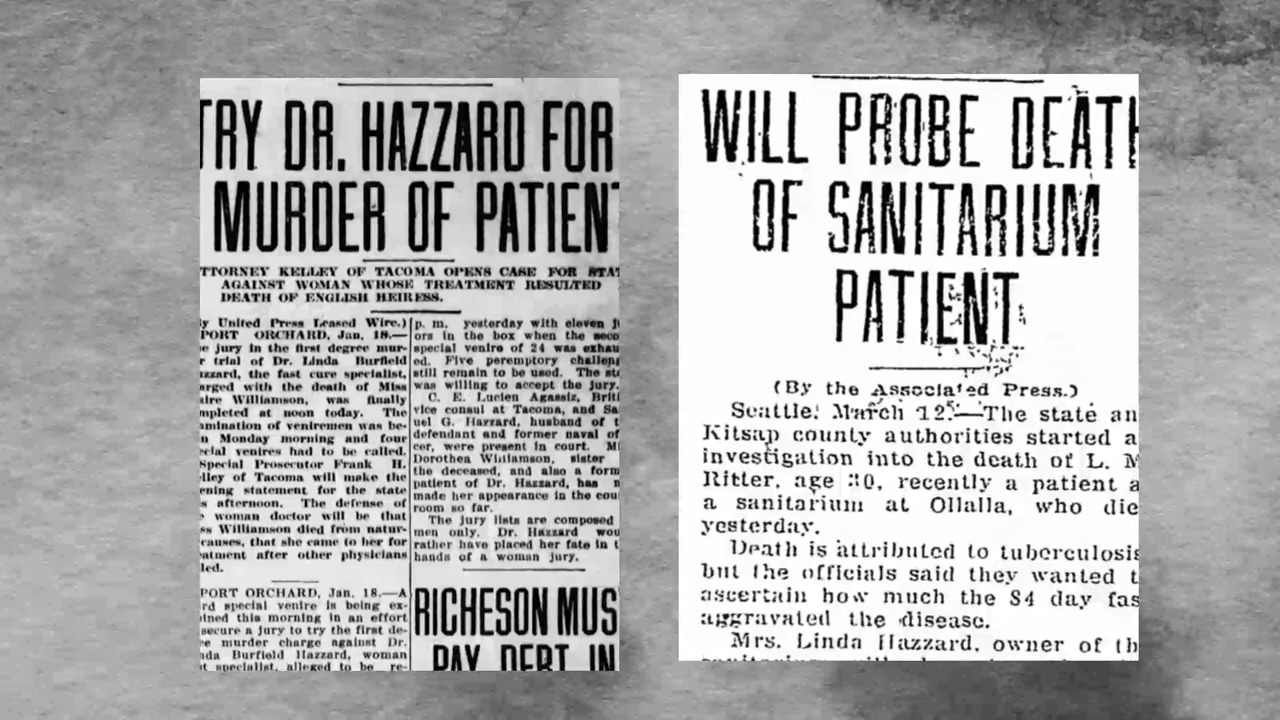 TRY DR. HAZZARD FOR
MURDER OF PATIENT
TTORNEY KELLEY OF TACOMA OPENS CASE FOR STAT
AGAINST WOMAN WHOSE TREATMENT RESULTED
DEATH OF ENGLISH HEIRESS.
y United Press Leased Wire.)
PORT ORCHARD, Jan. 18.—
e jury in the first degree mur-
r trial of Dr. Linda Burfield
zzard, the fast cure specialist,
arged with the death of Miss
aire Williamson, was finally
mpleted at noon today. The
amination of veniremen was be-
n Monday morning and four
ecial venires had to be called.
Special Prosecutor Frank H.
lley of Tacoma will make the
ening statement for the state
s afternoon. The defense of
e woman doctor will be that
ss Williamson died from natur-
causes, that she came to her for
eatment after other physicians
led.
PORT ORCHARD, Jan. 18.—A
rd special venire is being ex-
ined this morning in an effort
secure a jury to try the first de-
e murder charge against Dr.
nda Burfield Hazzard, woman
t specialist, alleged to be re-
p. m. yesterday with eleven j
ors in the box when the seco
special venire of 24 was exhau
ed. Five peremptory challeng
still remain to be used. The sta
was willing to accept the jury.
C. E. Lucien Agassiz, Briti
vice consul at Tacoma, and Sa
uel G. Hazzard, husband of t
defendant and former naval of
cer, were present in court. M
Dorothea Williamson, sister
the deceased, and also a form
patient of Dr. Hazzard, has n
made her appearance in the cou
room so far.
The jury lists are composed
men only. Dr. Hazzard wou
rather have placed her fate in t
hands of a woman jury.
RICHESON MUS
PAY DEBT IN
WILL PROBE DEATH
OF SANITARIUM
PATIENT
(By the Associated Press.)
Seattle, March 12.—The state an
Kitsap county authorities started a
investigation into the death of L. M
Ritter, age 30, recently a patient a
a sanitarium at Ollalla, who die
yesterday.
Death is attributed to tuberculosis
but the officials said they wanted t
ascertain how much the 84 day fas
aggravated the disease.
Mrs. Linda Hazzard, owner of th